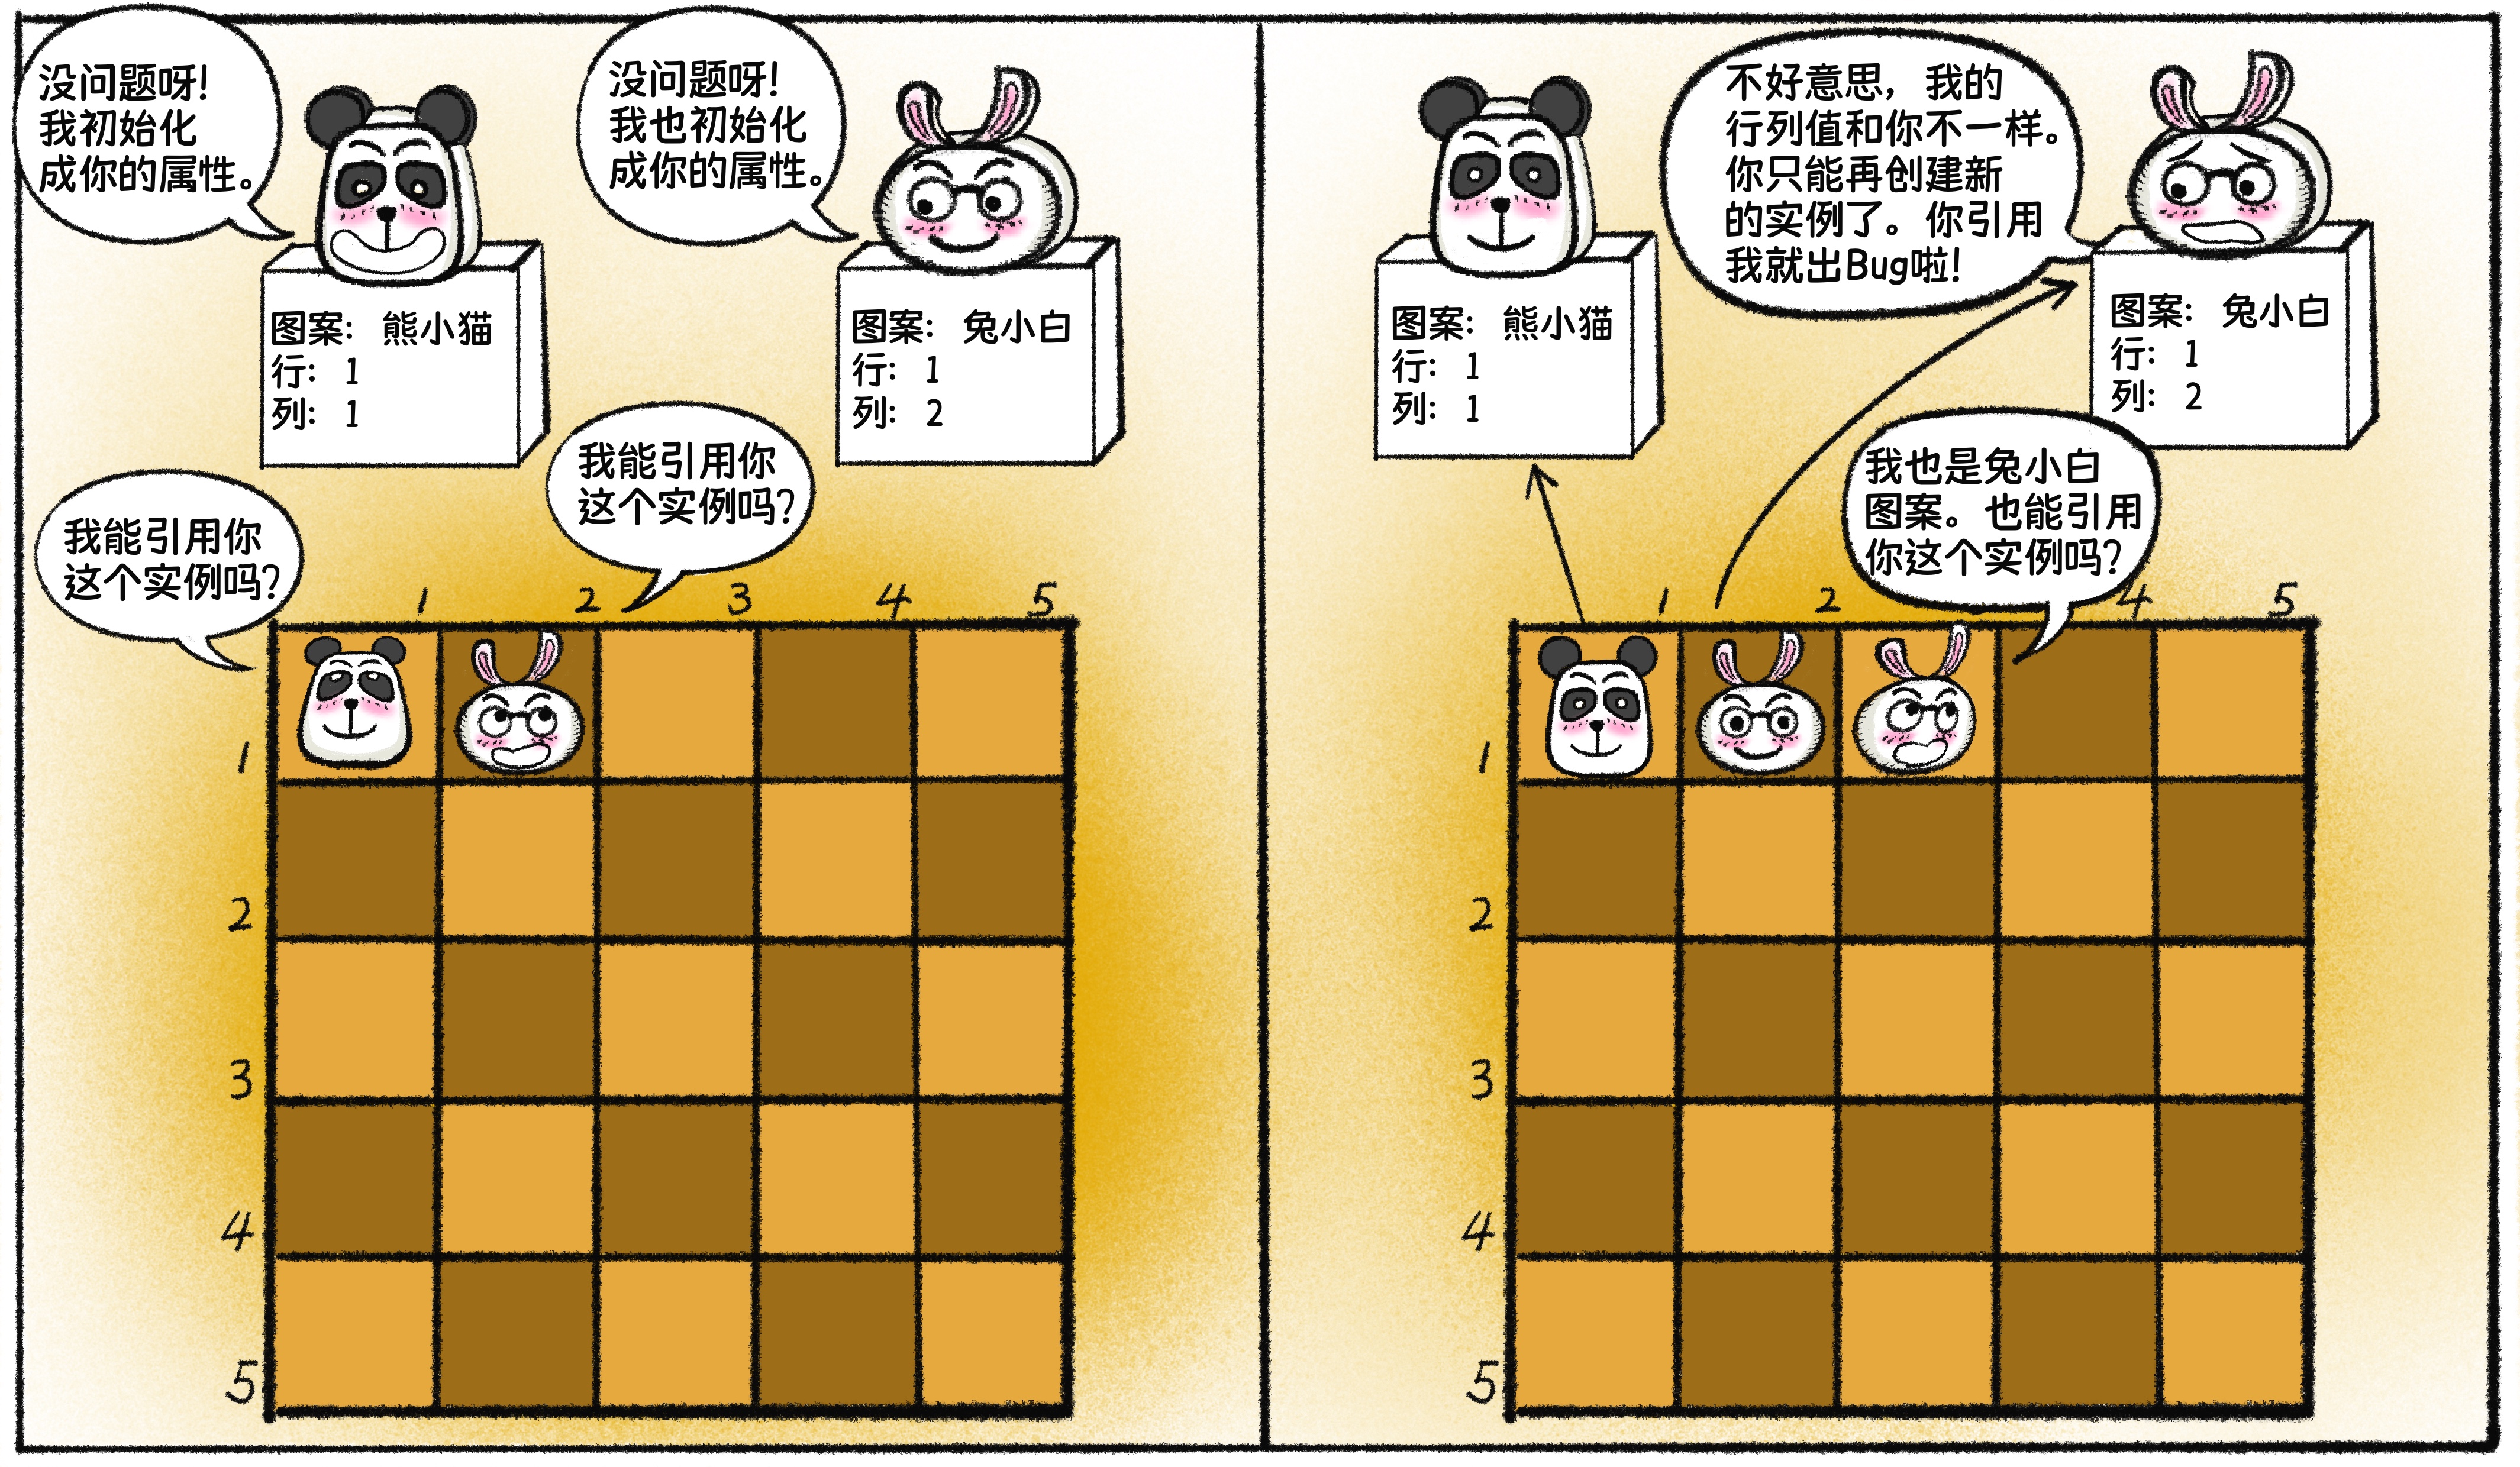 没问题呀!
我初始化
成你的属性。
没问题呀!
我也初始化
成你的属性。
图案: 熊小猫
行: 1
列: 1
图案: 兔小白
行: 1
列: 2
我能引用你
这个实例吗?
我能引用你
这个实例吗?
1 2 3 4 5
1
2
3
4
5
不好意思, 我的
行列值和你不一样。
你只能再创建新
的实例了。你引用
我就出Bug啦!
图案: 熊小猫
行: 1
列: 1
图案: 兔小白
行: 1
列: 2
我也是兔小白
图案。也能引用
你这个实例吗?
1 2 4 5
1
2
3
4
5